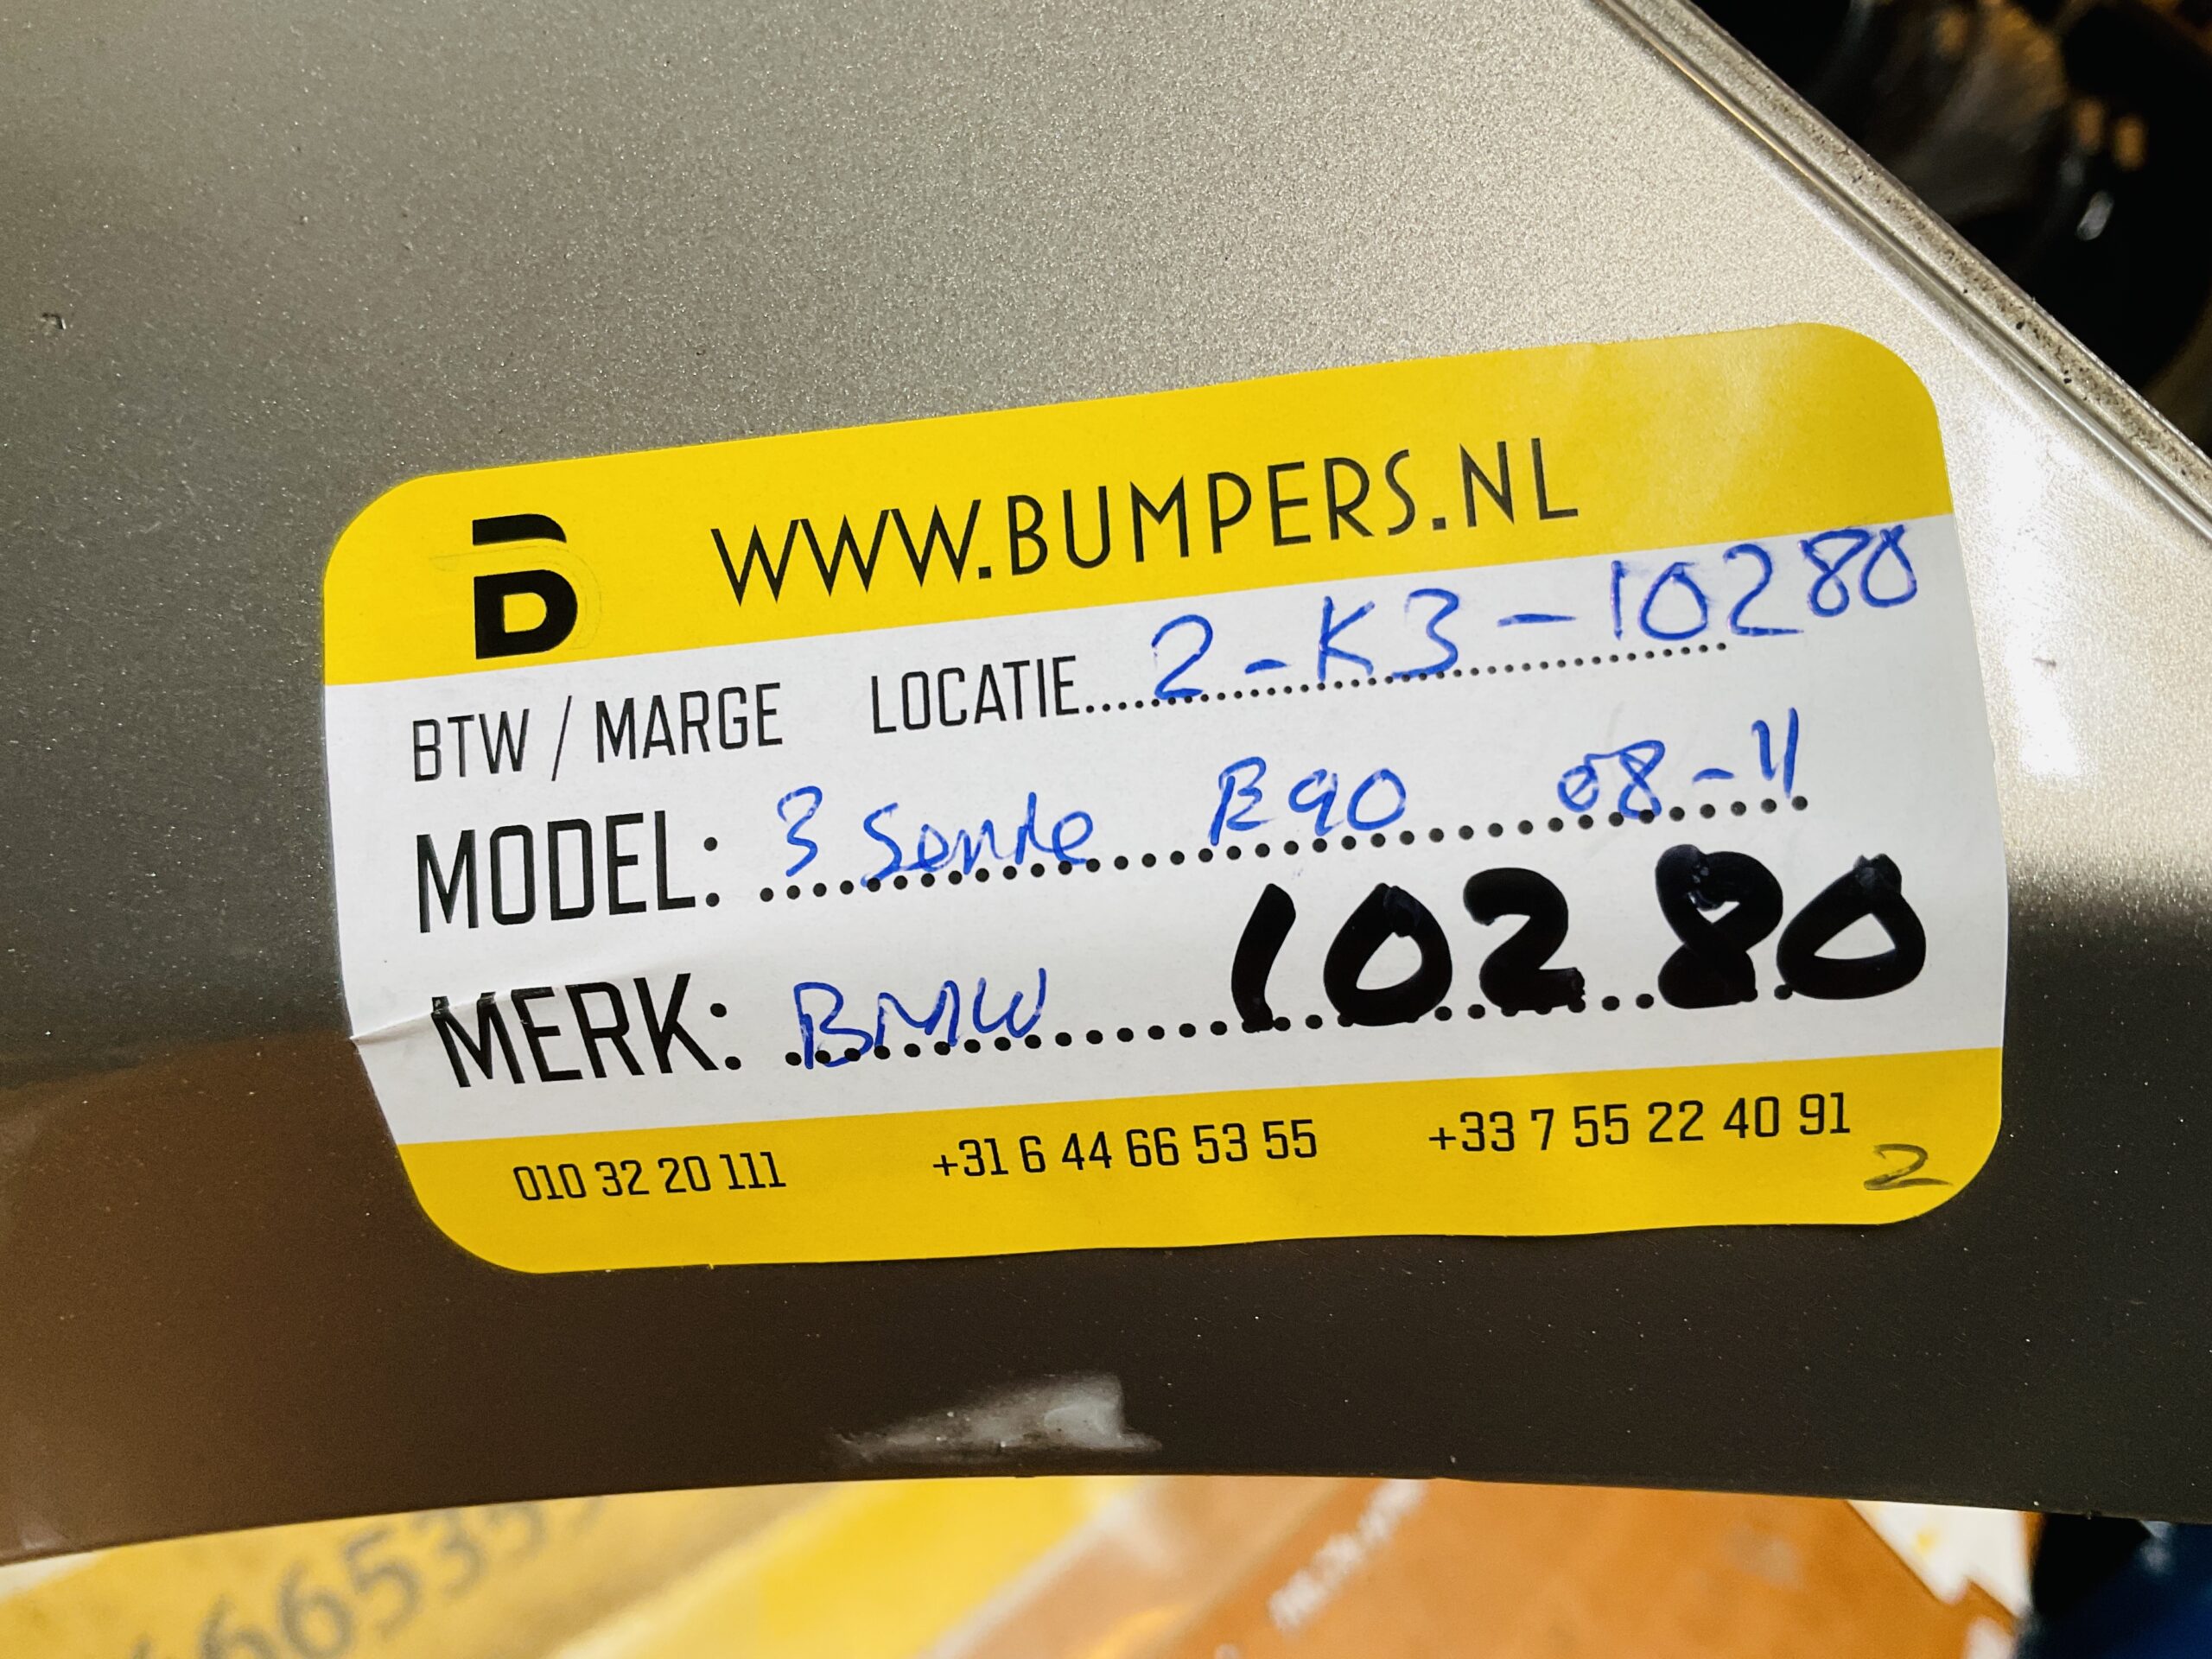 B WWW.BUMPERS.NL
BTW / MARGE LOCATIE 2-K3-10280
MODEL: 3 Serie E90 08-11
MERK: BMW 10280
010 32 20 111 +31 6 44 66 53 55 +33 7 55 22 40 91
2